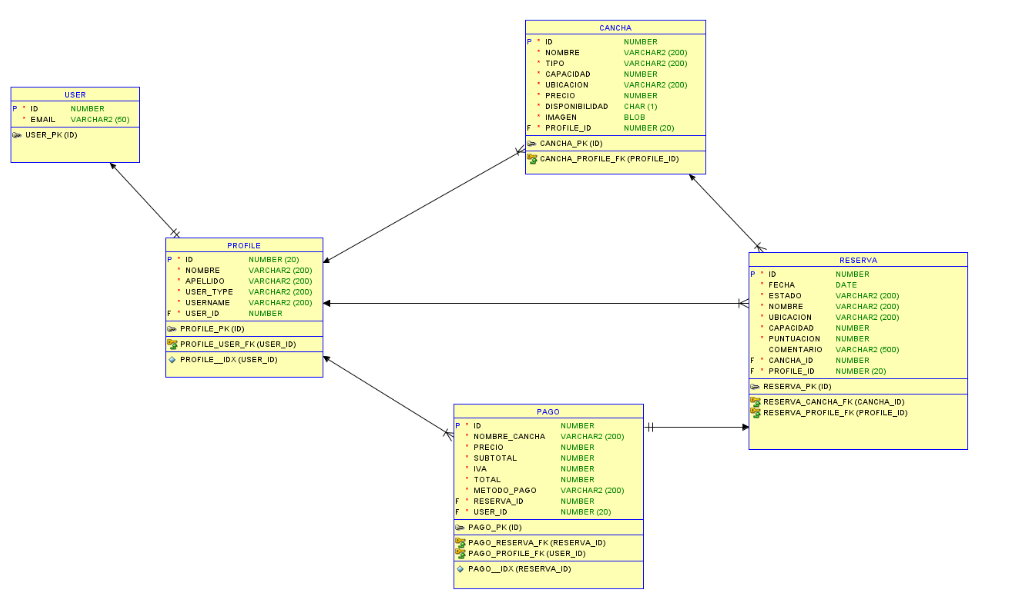 CANCHA
P * ID NUMBER
* NOMBRE VARCHAR2 (200)
* TIPO VARCHAR2 (200)
* CAPACIDAD NUMBER
* UBICACION VARCHAR2 (200)
* PRECIO NUMBER
* DISPONIBILIDAD CHAR (1)
* IMAGEN BLOB
F * PROFILE_ID NUMBER (20)
CANCHA_PK (ID)
CANCHA_PROFILE_FK (PROFILE_ID)
USER
P * ID NUMBER
* EMAIL VARCHAR2 (50)
USER_PK (ID)
PROFILE
P * ID NUMBER (20)
* NOMBRE VARCHAR2 (200)
* APELLIDO VARCHAR2 (200)
* USER_TYPE VARCHAR2 (200)
* USERNAME VARCHAR2 (200)
F * USER_ID NUMBER
PROFILE_PK (ID)
PROFILE_USER_FK (USER_ID)
PROFILE__IDX (USER_ID)
RESERVA
P * ID NUMBER
* FECHA DATE
* ESTADO VARCHAR2 (200)
* NOMBRE VARCHAR2 (200)
* UBICACION VARCHAR2 (200)
* CAPACIDAD NUMBER
* PUNTUACION NUMBER
COMENTARIO VARCHAR2 (500)
F * CANCHA_ID NUMBER
F * PROFILE_ID NUMBER (20)
RESERVA_PK (ID)
RESERVA_CANCHA_FK (CANCHA_ID)
RESERVA_PROFILE_FK (PROFILE_ID)
PAGO
P * ID NUMBER
* NOMBRE_CANCHA VARCHAR2 (200)
* PRECIO NUMBER
* SUBTOTAL NUMBER
* IVA NUMBER
* TOTAL NUMBER
* METODO_PAGO VARCHAR2 (200)
F * RESERVA_ID NUMBER
F * USER_ID NUMBER (20)
PAGO_PK (ID)
PAGO_RESERVA_FK (RESERVA_ID)
PAGO_PROFILE_FK (USER_ID)
PAGO__IDX (RESERVA_ID)